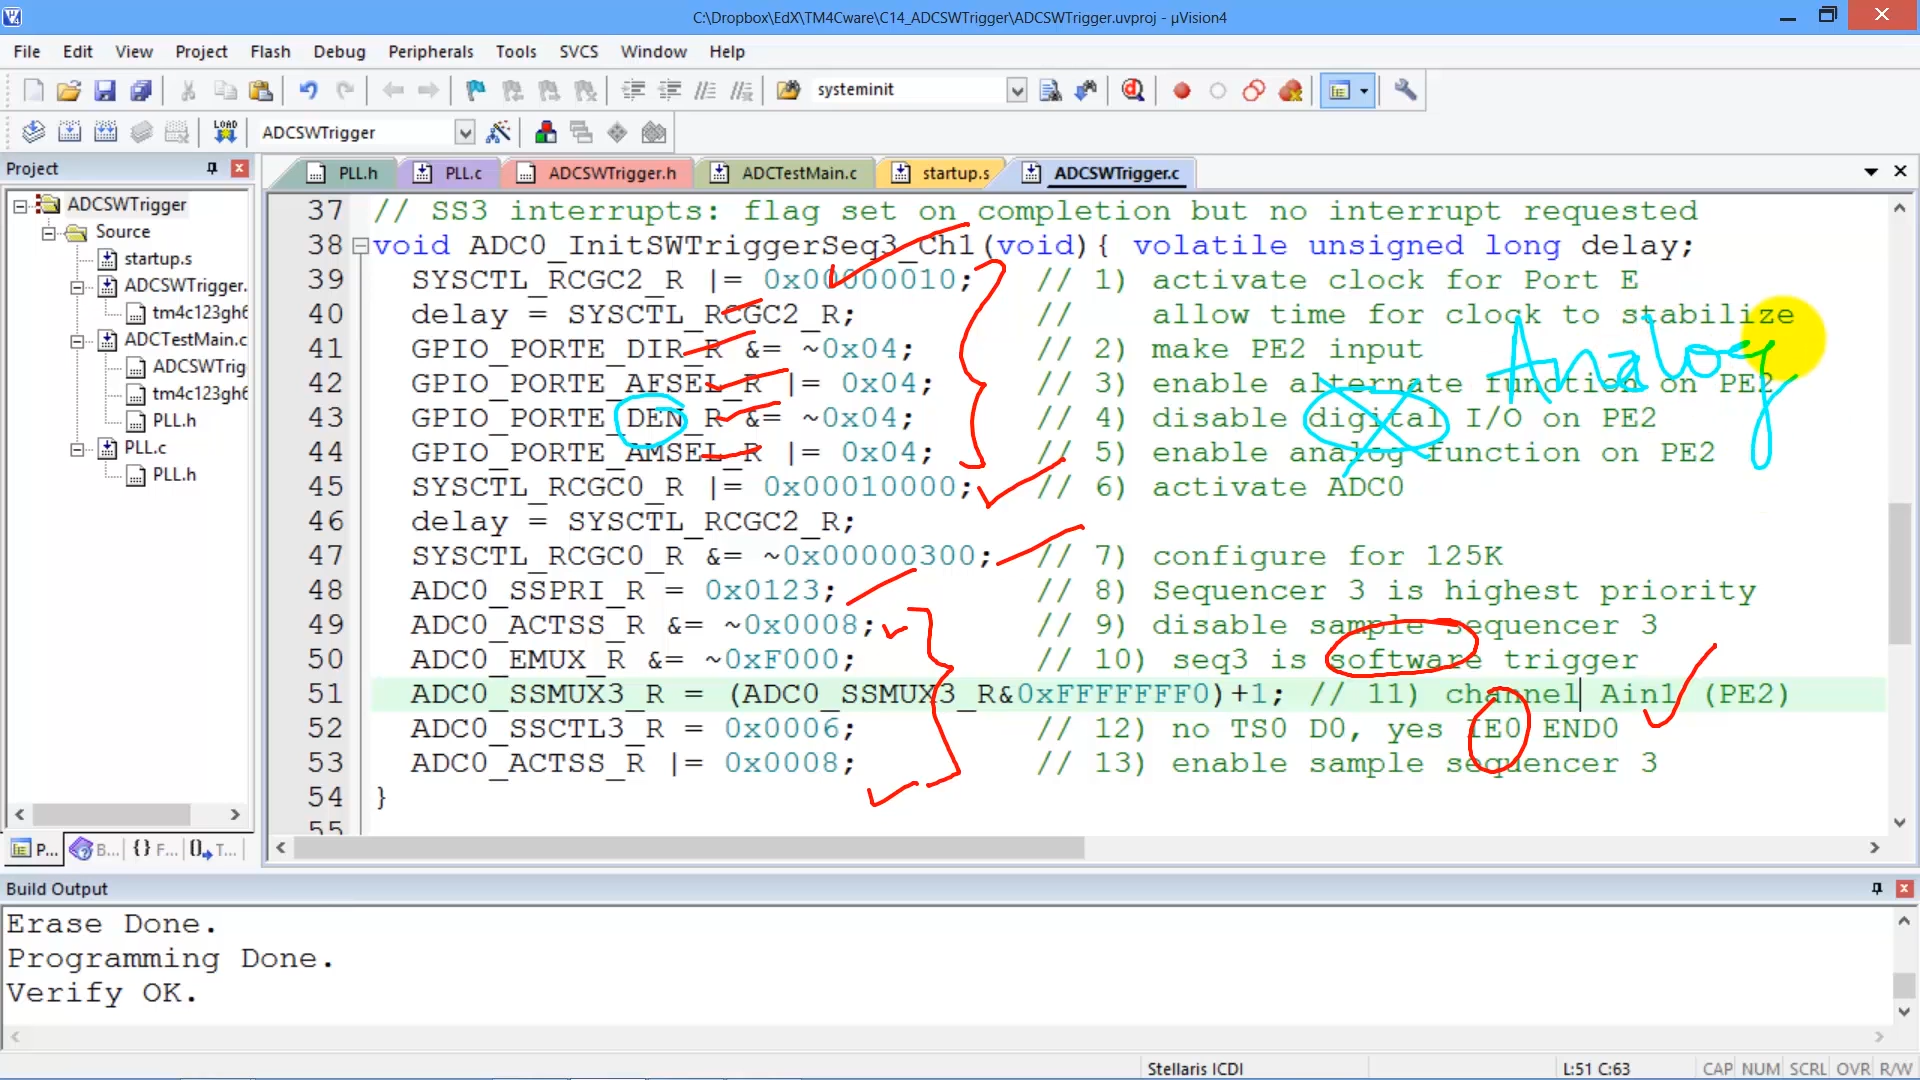 C:\Dropbox\EdX\TM4Cware\C14_ADCSWTrigger\ADCSWTrigger.uvproj - µVision4
File Edit View Project Flash Debug Peripherals Tools SVCS Window Help
systeminit
LOAD ADCSWTrigger
Project
PLL.h PLL.c ADCSWTrigger.h ADCTestMain.c startup.s ADCSWTrigger.c
ADCSWTrigger
Source
startup.s
ADCSWTrigger.
tm4c123gh6
ADCTestMain.c
ADCSWTrig
tm4c123gh6
PLL.h
PLL.c
PLL.h
P... B... {} F... T...
37 // SS3 interrupts: flag set on completion but no interrupt requested
38 void ADC0_InitSWTriggerSeq3_Ch1(void){ volatile unsigned long delay;
39 SYSCTL_RCGC2_R |= 0x00000010; // 1) activate clock for Port E
40 delay = SYSCTL_RCGC2_R; // allow time for clock to stabilize
41 GPIO_PORTE_DIR_R &= ~0x04; // 2) make PE2 input
42 GPIO_PORTE_AFSEL_R |= 0x04; // 3) enable alternate function on PE2
43 GPIO_PORTE_DEN_R &= ~0x04; // 4) disable digital I/O on PE2
44 GPIO_PORTE_AMSEL_R |= 0x04; // 5) enable analog function on PE2
45 SYSCTL_RCGC0_R |= 0x00010000; // 6) activate ADC0
46 delay = SYSCTL_RCGC2_R;
47 SYSCTL_RCGC0_R &= ~0x00000300; // 7) configure for 125K
48 ADC0_SSPRI_R = 0x0123; // 8) Sequencer 3 is highest priority
49 ADC0_ACTSS_R &= ~0x0008; // 9) disable sample sequencer 3
50 ADC0_EMUX_R &= ~0xF000; // 10) seq3 is software trigger
51 ADC0_SSMUX3_R = (ADC0_SSMUX3_R&0xFFFFFFF0)+1; // 11) channel Ain1 (PE2)
52 ADC0_SSCTL3_R = 0x0006; // 12) no TS0 D0, yes IE0 END0
53 ADC0_ACTSS_R |= 0x0008; // 13) enable sample sequencer 3
54 }
55
Analog
Build Output
Erase Done.
Programming Done.
Verify OK.
Stellaris ICDI L:51 C:63 CAP NUM SCRL OVR R/W